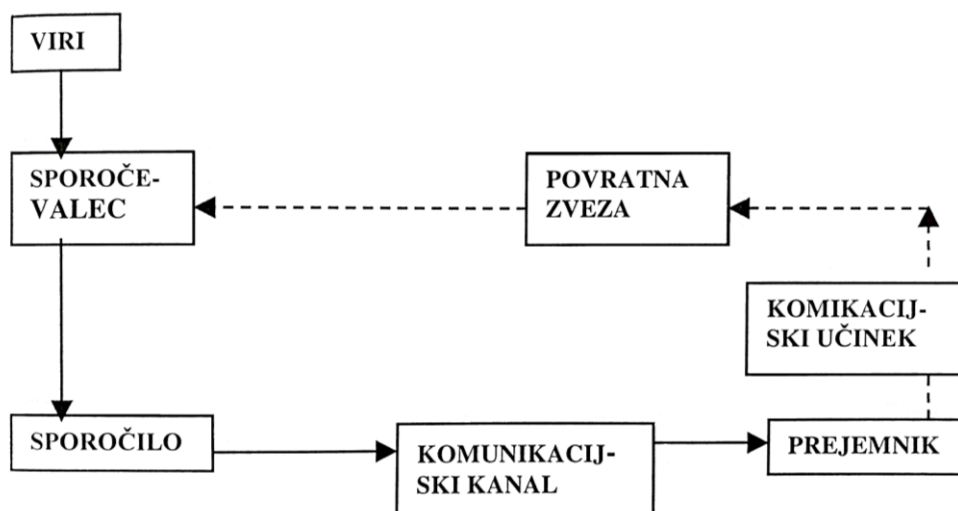 VIRI
SPOROČE-
VALEC
POVRATNA
ZVEZA
KOMIKACIJ-
SKI UČINEK
SPOROČILO
KOMUNIKACIJ-
SKI KANAL
PREJEMNIK